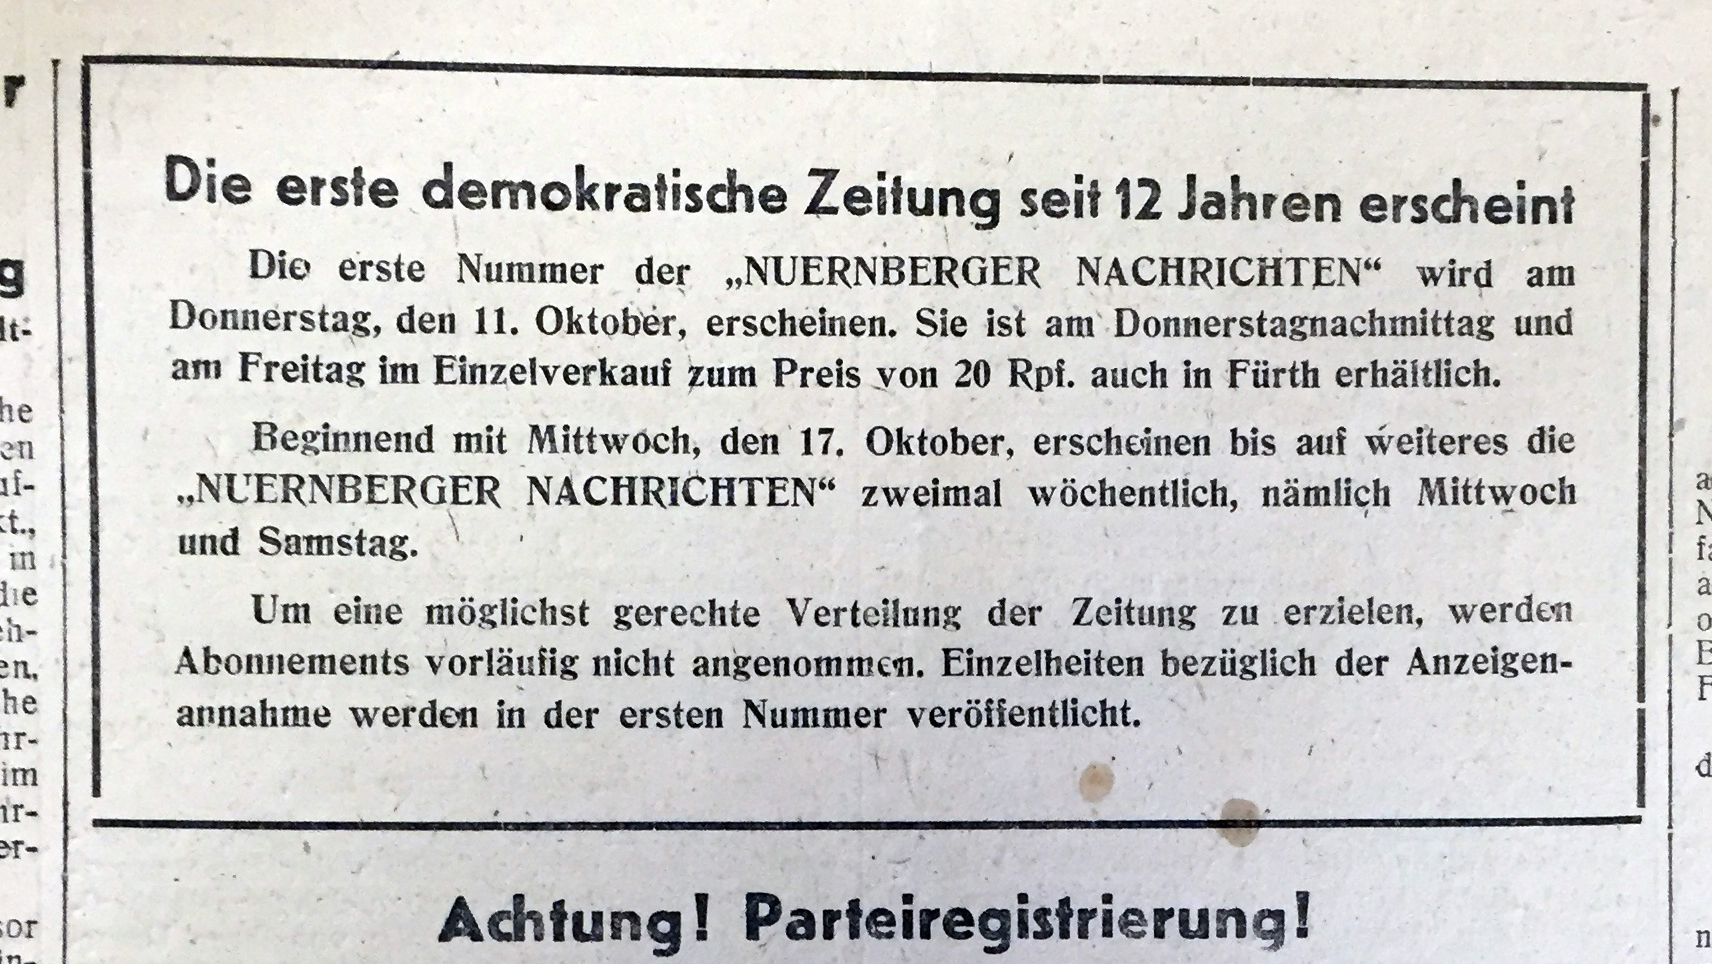 Die erste demokratische Zeitung seit 12 Jahren erscheint
Die erste Nummer der „NUERNBERGER NACHRICHTEN“ wird am
Donnerstag, den 11. Oktober, erscheinen. Sie ist am Donnerstagnachmittag und
am Freitag im Einzelverkauf zum Preis von 20 Rpf. auch in Fürth erhältlich.
Beginnend mit Mittwoch, den 17. Oktober, erscheinen bis auf weiteres die
„NUERNBERGER NACHRICHTEN“ zweimal wöchentlich, nämlich Mittwoch
und Samstag.
Um eine möglichst gerechte Verteilung der Zeitung zu erzielen, werden
Abonnements vorläufig nicht angenommen. Einzelheiten bezüglich der Anzeigen-
annahme werden in der ersten Nummer veröffentlicht.
Achtung! Parteiregistrierung!